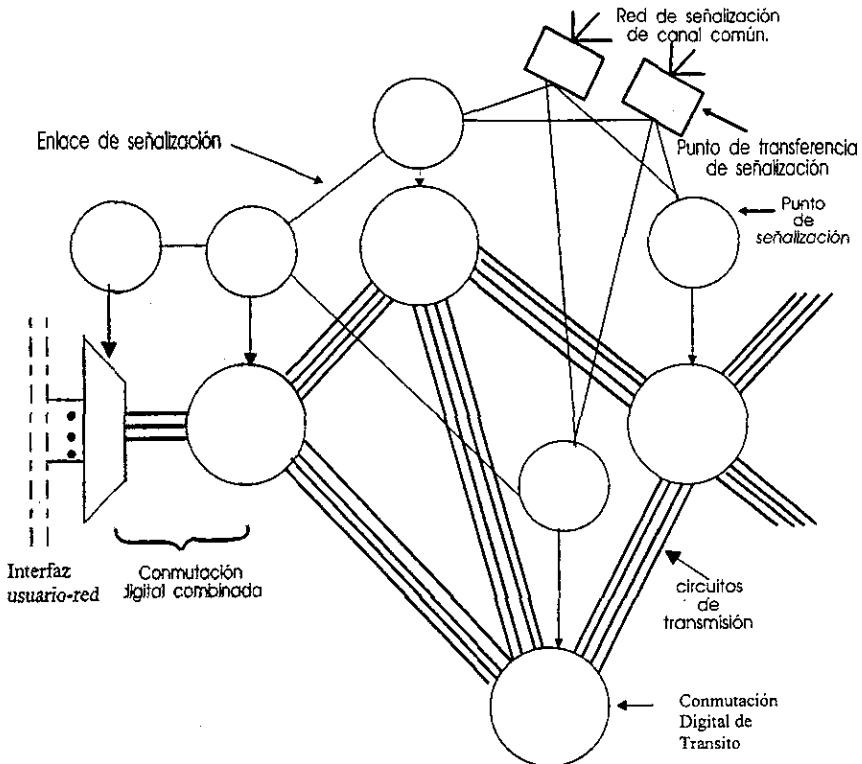 Red de señalización
de canal común.
Enlace de señalización
Punto de transferencia
de señalización
Punto
de
señalización
Interfaz
usuario-red
Conmutación
digital combinada
circuitos
de
transmisión
Conmutación
Digital de
Transito